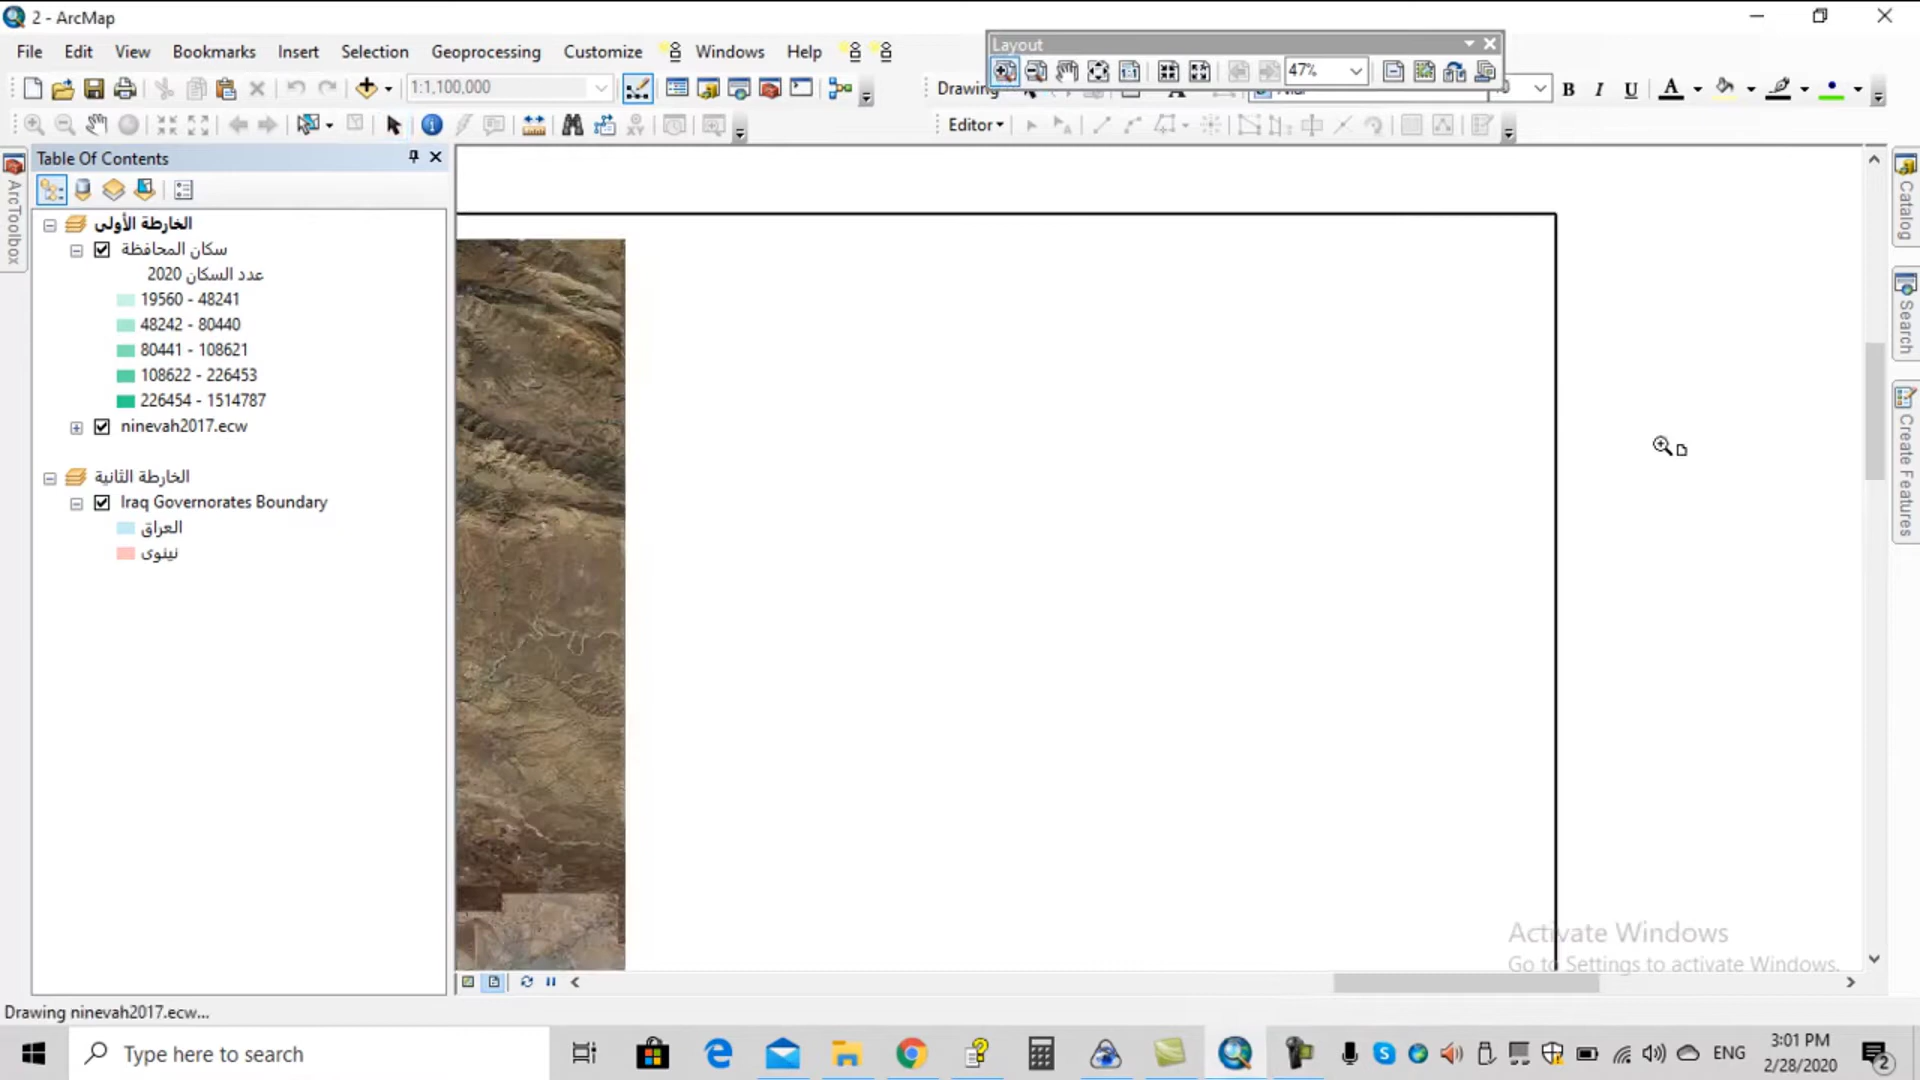 2 - ArcMap
File Edit View Bookmarks Insert Selection Geoprocessing Customize Windows Help
Layout
47%
1:1,100,000
Drawing
B I U A
Editor
Table Of Contents
ArcToolbox
الخارطة الأولى
سكان المحافظة
عدد السكان 2020
19560 - 48241
48242 - 80440
80441 - 108621
108622 - 226453
226454 - 1514787
ninevah2017.ecw
الخارطة الثانية
Iraq Governorates Boundary
العراق
نينوى
Catalog
Search
Create Features
Activate Windows
Go to Settings to activate Windows.
Drawing ninevah2017.ecw...
Type here to search
ENG
3:01 PM
2/28/2020
2